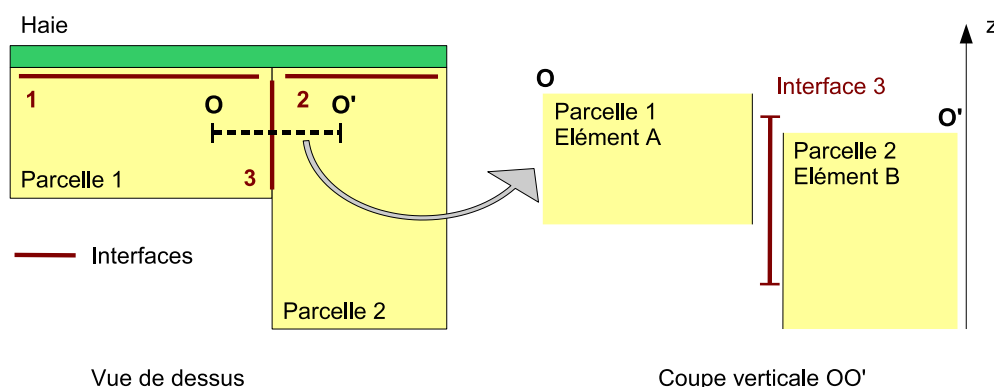 Haie
1
2
O
O'
3
Parcelle 1
Parcelle 2
Interfaces
Vue de dessus
z
O
Interface 3
O'
Parcelle 1
Elément A
Parcelle 2
Elément B
Coupe verticale OO'